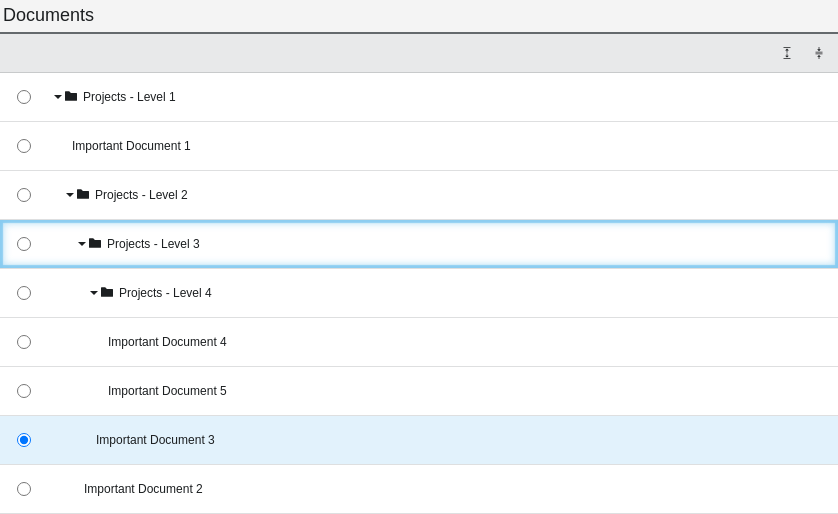 Documents
Projects - Level 1
Important Document 1
Projects - Level 2
Projects - Level 3
Projects - Level 4
Important Document 4
Important Document 5
Important Document 3
Important Document 2